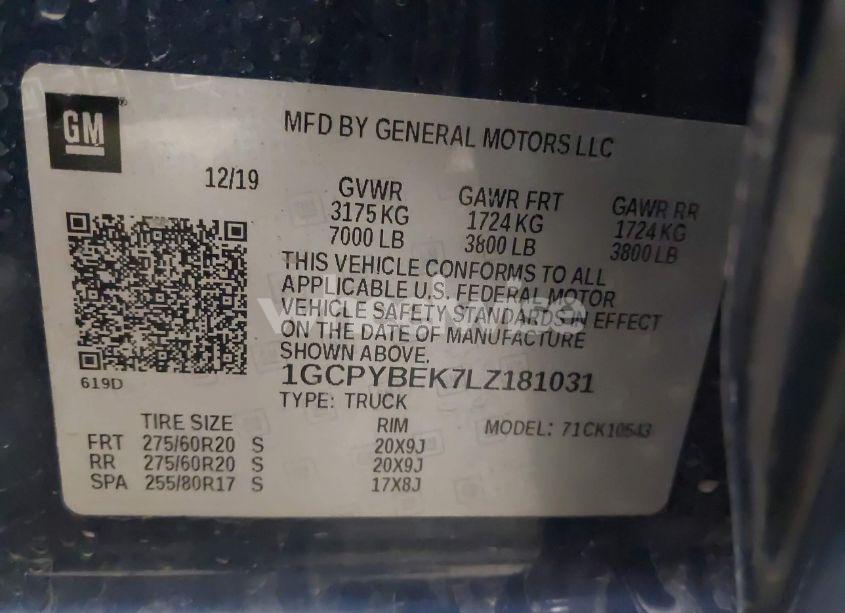 GM
MFD BY GENERAL MOTORS LLC
12/19
GVWR
3175 KG
7000 LB
GAWR FRT
1724 KG
3800 LB
GAWR RR
1724 KG
3800 LB
THIS VEHICLE CONFORMS TO ALL
APPLICABLE U.S. FEDERAL MOTOR
VEHICLE SAFETY STANDARDS IN EFFECT
ON THE DATE OF MANUFACTURE
SHOWN ABOVE.
619D
1GCPYBEK7LZ181031
TYPE: TRUCK
TIRE SIZE RIM MODEL: 71CK10543
FRT 275/60R20 S 20X9J
RR 275/60R20 S 20X9J
SPA 255/80R17 S 17X8J